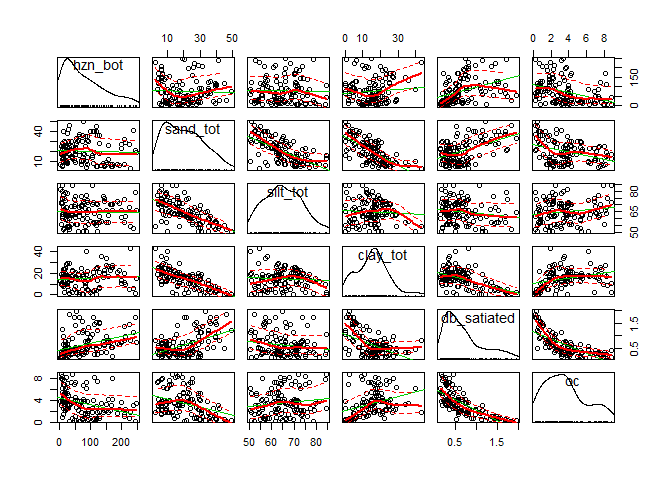 10 30 50
0 10 30
0 2 4 6 8
hzn_bot
0 50 150
10 20 40
sand_tot
silt_tot
50 65 80
0 20 40
clay_tot
db_satiated
0.5 1.5
0 4 8
oc
0 100 200
50 60 70 80
0.5 1.5